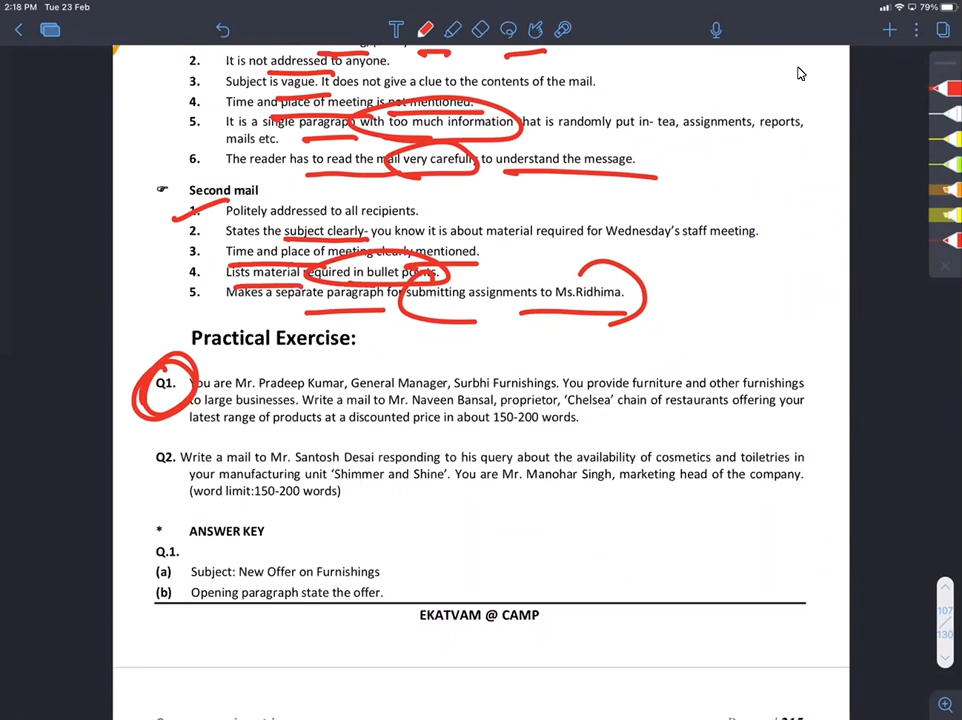 2:18 PM Tue 23 Feb
79%
2. It is not addressed to anyone.
3. Subject is vague. It does not give a clue to the contents of the mail.
4. Time and place of meeting is not mentioned.
5. It is a single paragraph with too much information that is randomly put in- tea, assignments, reports,
mails etc.
6. The reader has to read the mail very carefully to understand the message.
Second mail
1. Politely addressed to all recipients.
2. States the subject clearly- you know it is about material required for Wednesday's staff meeting.
3. Time and place of meeting clearly mentioned.
4. Lists material required in bullet points.
5. Makes a separate paragraph for submitting assignments to Ms.Ridhima.
Practical Exercise:
Q1. You are Mr. Pradeep Kumar, General Manager, Surbhi Furnishings. You provide furniture and other furnishings
to large businesses. Write a mail to Mr. Naveen Bansal, proprietor, 'Chelsea' chain of restaurants offering your
latest range of products at a discounted price in about 150-200 words.
Q2. Write a mail to Mr. Santosh Desai responding to his query about the availability of cosmetics and toiletries in
your manufacturing unit 'Shimmer and Shine'. You are Mr. Manohar Singh, marketing head of the company.
(word limit:150-200 words)
* ANSWER KEY
Q.1.
(a) Subject: New Offer on Furnishings
(b) Opening paragraph state the offer.
EKATVAM @ CAMP
107
/
130